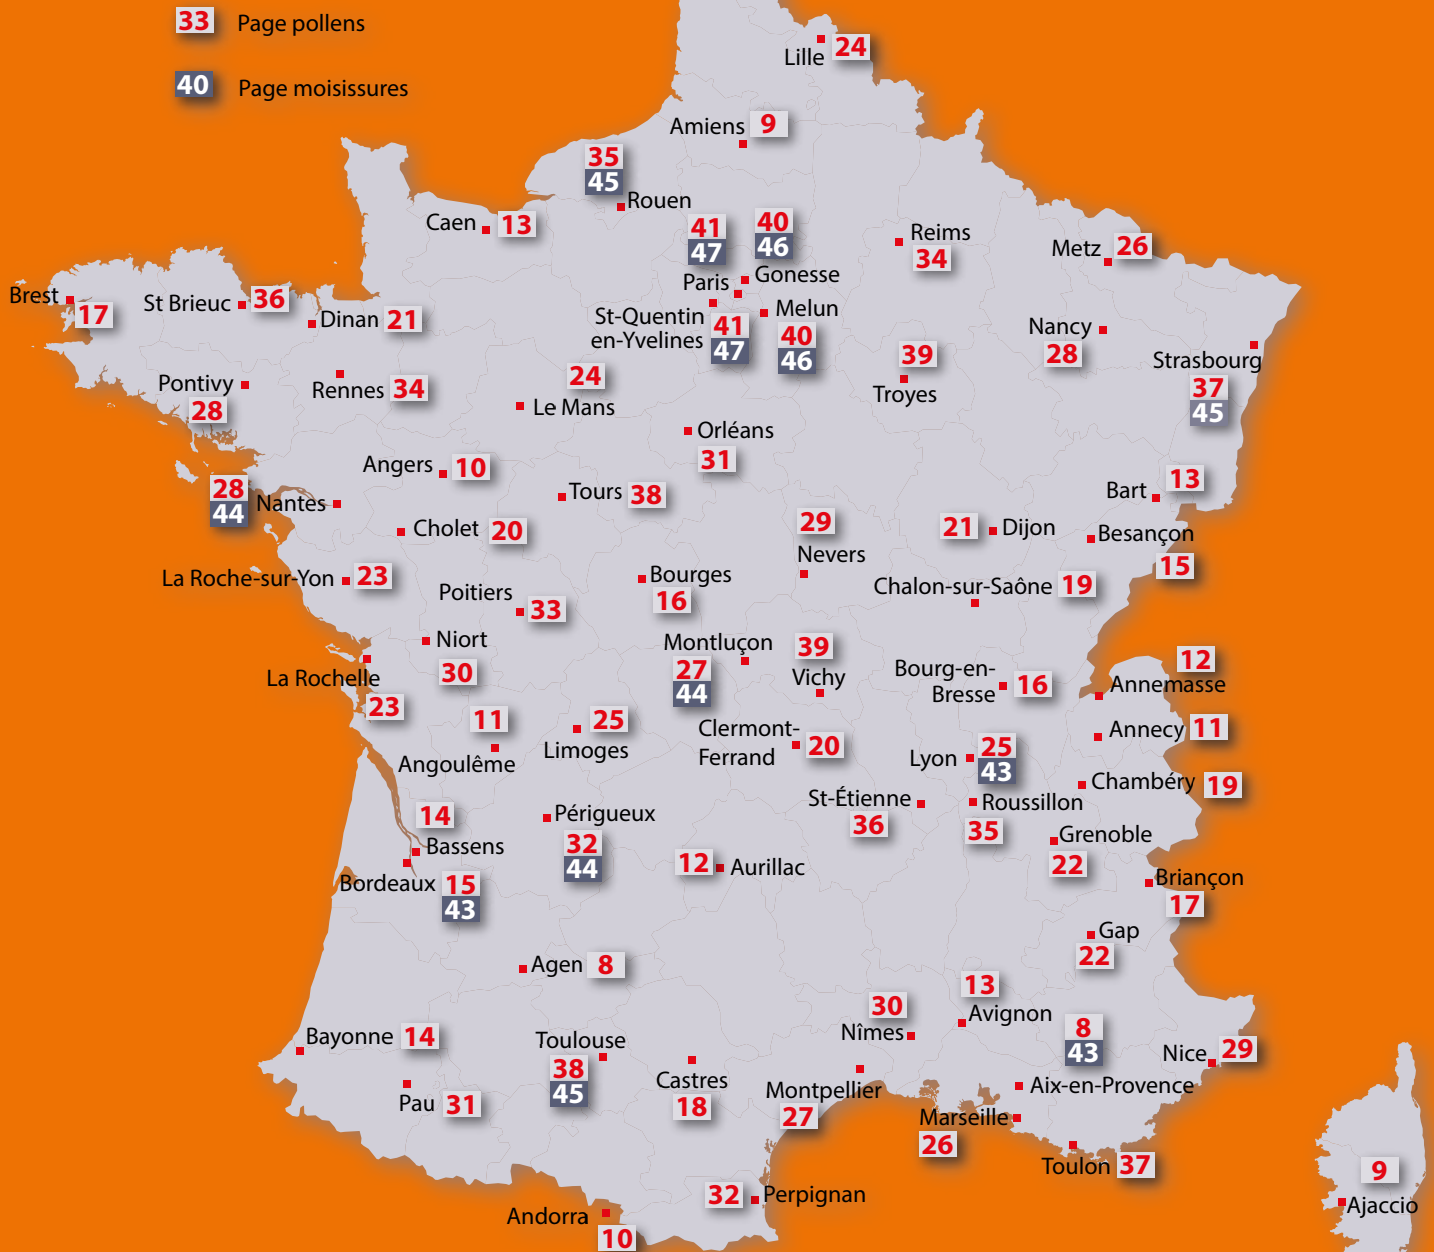 33 Page pollens
40 Page moisissures
Lille 24
Amiens 9
35
45
Rouen
Caen 13
41
47
Paris
40
46
Gonesse
Reims
34
Metz 26
Brest
17
St Brieuc 36
Dinan 21
St-Quentin
en-Yvelines
41
47
Melun
40
46
Nancy
28
Strasbourg
37
45
39
Troyes
Pontivy
28
Rennes 34
24
Le Mans
Orléans
31
Angers 10
28
44
Nantes
Tours 38
Cholet 20
29
Nevers
21 Dijon
13
Bart
Besançon
15
La Roche-sur-Yon 23
Poitiers
33
Bourges
16
Chalon-sur-Saône 19
Niort
30
La Rochelle
23
Montluçon
27
44
39
Vichy
Bourg-en-
Bresse
16
12
Annemasse
11
Angoulême
25
Limoges
Clermont-
Ferrand
20
Lyon
25
43
Annecy 11
Chambéry 19
St-Étienne
36
Roussillon
35
Grenoble
22
14
Bassens
Bordeaux 15
43
Périgueux
32
44
12 Aurillac
Briançon
17
Gap
22
Agen 8
13
Avignon
30
Nîmes
8
43
Aix-en-Provence
Nice 29
Bayonne 14
Toulouse
38
45
Castres
18
Montpellier
27
Pau 31
Marseille
26
Toulon 37
32 Perpignan
Andorra
10
9
Ajaccio